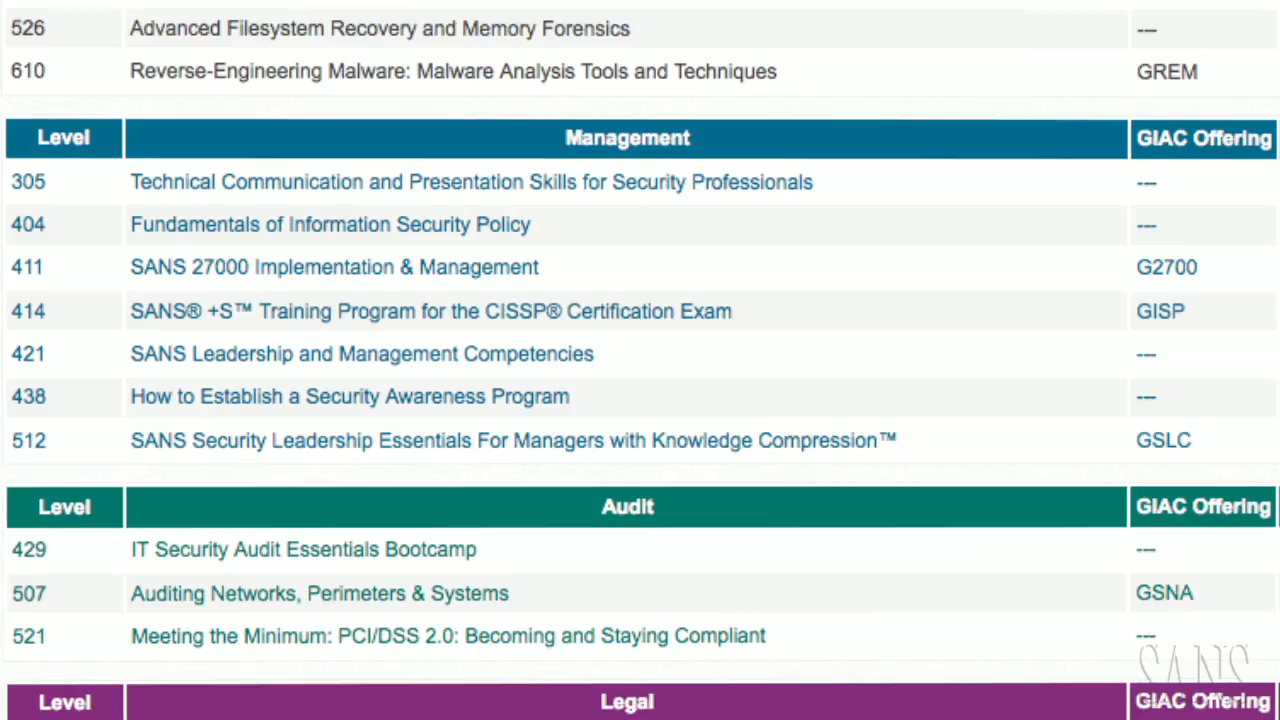 526 Advanced Filesystem Recovery and Memory Forensics ---
610 Reverse-Engineering Malware: Malware Analysis Tools and Techniques GREM
Level Management GIAC Offering
305 Technical Communication and Presentation Skills for Security Professionals ---
404 Fundamentals of Information Security Policy ---
411 SANS 27000 Implementation & Management G2700
414 SANS® +S™ Training Program for the CISSP® Certification Exam GISP
421 SANS Leadership and Management Competencies ---
438 How to Establish a Security Awareness Program ---
512 SANS Security Leadership Essentials For Managers with Knowledge Compression™ GSLC
Level Audit GIAC Offering
429 IT Security Audit Essentials Bootcamp ---
507 Auditing Networks, Perimeters & Systems GSNA
521 Meeting the Minimum: PCI/DSS 2.0: Becoming and Staying Compliant ---
SANS
Level Legal GIAC Offering